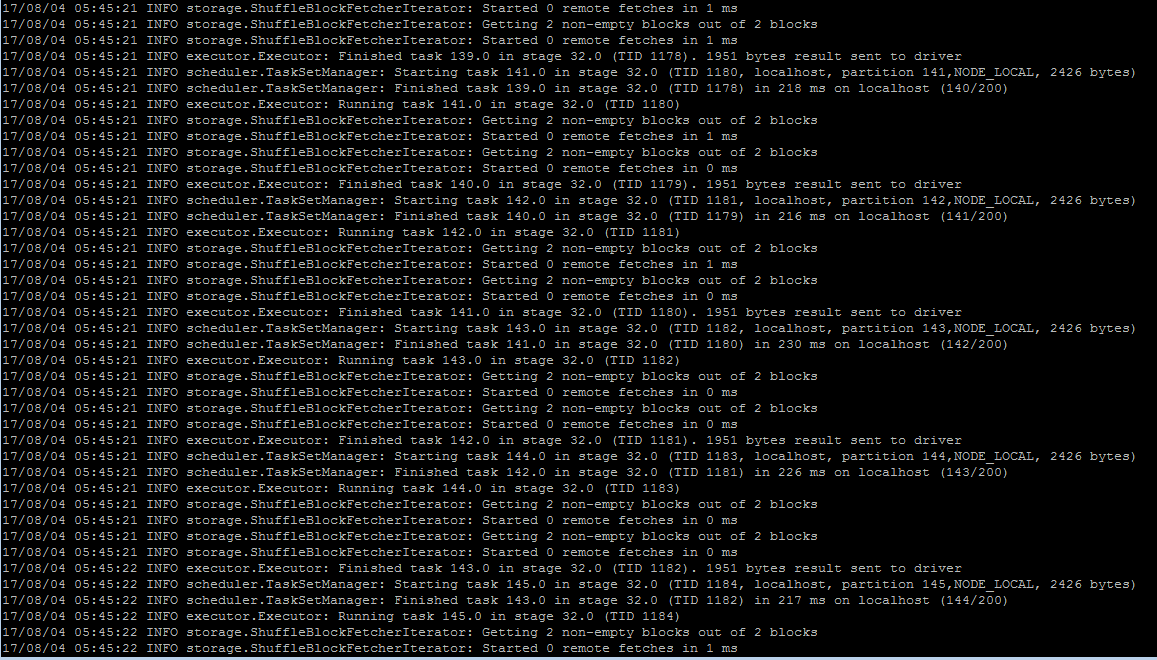 17/08/04 05:45:21 INFO storage.ShuffleBlockFetcherIterator: Started 0 remote fetches in 1 ms
17/08/04 05:45:21 INFO storage.ShuffleBlockFetcherIterator: Getting 2 non-empty blocks out of 2 blocks
17/08/04 05:45:21 INFO storage.ShuffleBlockFetcherIterator: Started 0 remote fetches in 1 ms
17/08/04 05:45:21 INFO executor.Executor: Finished task 139.0 in stage 32.0 (TID 1178). 1951 bytes result sent to driver
17/08/04 05:45:21 INFO scheduler.TaskSetManager: Starting task 141.0 in stage 32.0 (TID 1180, localhost, partition 141,NODE_LOCAL, 2426 bytes)
17/08/04 05:45:21 INFO scheduler.TaskSetManager: Finished task 139.0 in stage 32.0 (TID 1178) in 218 ms on localhost (140/200)
17/08/04 05:45:21 INFO executor.Executor: Running task 141.0 in stage 32.0 (TID 1180)
17/08/04 05:45:21 INFO storage.ShuffleBlockFetcherIterator: Getting 2 non-empty blocks out of 2 blocks
17/08/04 05:45:21 INFO storage.ShuffleBlockFetcherIterator: Started 0 remote fetches in 1 ms
17/08/04 05:45:21 INFO storage.ShuffleBlockFetcherIterator: Getting 2 non-empty blocks out of 2 blocks
17/08/04 05:45:21 INFO storage.ShuffleBlockFetcherIterator: Started 0 remote fetches in 0 ms
17/08/04 05:45:21 INFO executor.Executor: Finished task 140.0 in stage 32.0 (TID 1179). 1951 bytes result sent to driver
17/08/04 05:45:21 INFO scheduler.TaskSetManager: Starting task 142.0 in stage 32.0 (TID 1181, localhost, partition 142,NODE_LOCAL, 2426 bytes)
17/08/04 05:45:21 INFO scheduler.TaskSetManager: Finished task 140.0 in stage 32.0 (TID 1179) in 216 ms on localhost (141/200)
17/08/04 05:45:21 INFO executor.Executor: Running task 142.0 in stage 32.0 (TID 1181)
17/08/04 05:45:21 INFO storage.ShuffleBlockFetcherIterator: Getting 2 non-empty blocks out of 2 blocks
17/08/04 05:45:21 INFO storage.ShuffleBlockFetcherIterator: Started 0 remote fetches in 1 ms
17/08/04 05:45:21 INFO storage.ShuffleBlockFetcherIterator: Getting 2 non-empty blocks out of 2 blocks
17/08/04 05:45:21 INFO storage.ShuffleBlockFetcherIterator: Started 0 remote fetches in 0 ms
17/08/04 05:45:21 INFO executor.Executor: Finished task 141.0 in stage 32.0 (TID 1180). 1951 bytes result sent to driver
17/08/04 05:45:21 INFO scheduler.TaskSetManager: Starting task 143.0 in stage 32.0 (TID 1182, localhost, partition 143,NODE_LOCAL, 2426 bytes)
17/08/04 05:45:21 INFO scheduler.TaskSetManager: Finished task 141.0 in stage 32.0 (TID 1180) in 230 ms on localhost (142/200)
17/08/04 05:45:21 INFO executor.Executor: Running task 143.0 in stage 32.0 (TID 1182)
17/08/04 05:45:21 INFO storage.ShuffleBlockFetcherIterator: Getting 2 non-empty blocks out of 2 blocks
17/08/04 05:45:21 INFO storage.ShuffleBlockFetcherIterator: Started 0 remote fetches in 0 ms
17/08/04 05:45:21 INFO storage.ShuffleBlockFetcherIterator: Getting 2 non-empty blocks out of 2 blocks
17/08/04 05:45:21 INFO storage.ShuffleBlockFetcherIterator: Started 0 remote fetches in 0 ms
17/08/04 05:45:21 INFO executor.Executor: Finished task 142.0 in stage 32.0 (TID 1181). 1951 bytes result sent to driver
17/08/04 05:45:21 INFO scheduler.TaskSetManager: Starting task 144.0 in stage 32.0 (TID 1183, localhost, partition 144,NODE_LOCAL, 2426 bytes)
17/08/04 05:45:21 INFO scheduler.TaskSetManager: Finished task 142.0 in stage 32.0 (TID 1181) in 226 ms on localhost (143/200)
17/08/04 05:45:21 INFO executor.Executor: Running task 144.0 in stage 32.0 (TID 1183)
17/08/04 05:45:21 INFO storage.ShuffleBlockFetcherIterator: Getting 2 non-empty blocks out of 2 blocks
17/08/04 05:45:21 INFO storage.ShuffleBlockFetcherIterator: Started 0 remote fetches in 0 ms
17/08/04 05:45:21 INFO storage.ShuffleBlockFetcherIterator: Getting 2 non-empty blocks out of 2 blocks
17/08/04 05:45:21 INFO storage.ShuffleBlockFetcherIterator: Started 0 remote fetches in 0 ms
17/08/04 05:45:22 INFO executor.Executor: Finished task 143.0 in stage 32.0 (TID 1182). 1951 bytes result sent to driver
17/08/04 05:45:22 INFO scheduler.TaskSetManager: Starting task 145.0 in stage 32.0 (TID 1184, localhost, partition 145,NODE_LOCAL, 2426 bytes)
17/08/04 05:45:22 INFO scheduler.TaskSetManager: Finished task 143.0 in stage 32.0 (TID 1182) in 217 ms on localhost (144/200)
17/08/04 05:45:22 INFO executor.Executor: Running task 145.0 in stage 32.0 (TID 1184)
17/08/04 05:45:22 INFO storage.ShuffleBlockFetcherIterator: Getting 2 non-empty blocks out of 2 blocks
17/08/04 05:45:22 INFO storage.ShuffleBlockFetcherIterator: Started 0 remote fetches in 1 ms